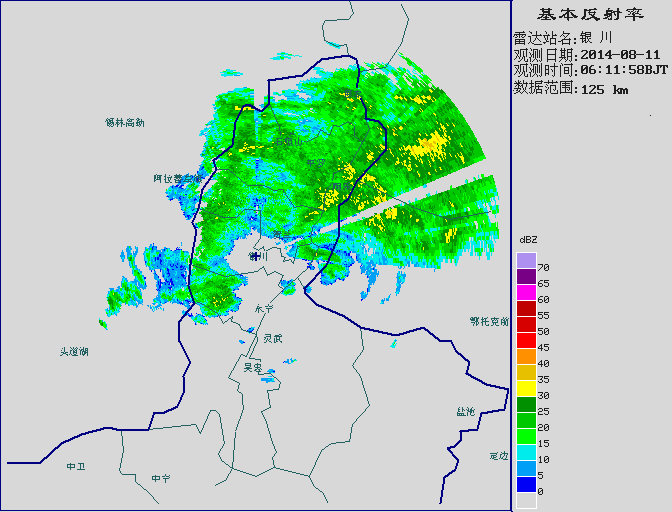 基本反射率
雷达站名:银 川
观测日期:2014-08-11
观测时间:06:11:58BJT
数据范围:125 km
锡林高勒
阿拉善左旗
银川
永宁
灵武
吴忠
头道湖
中卫
中宁
鄂托克前
盐池
定边
dBZ
70
65
60
55
50
45
40
35
30
25
20
15
10
5
0